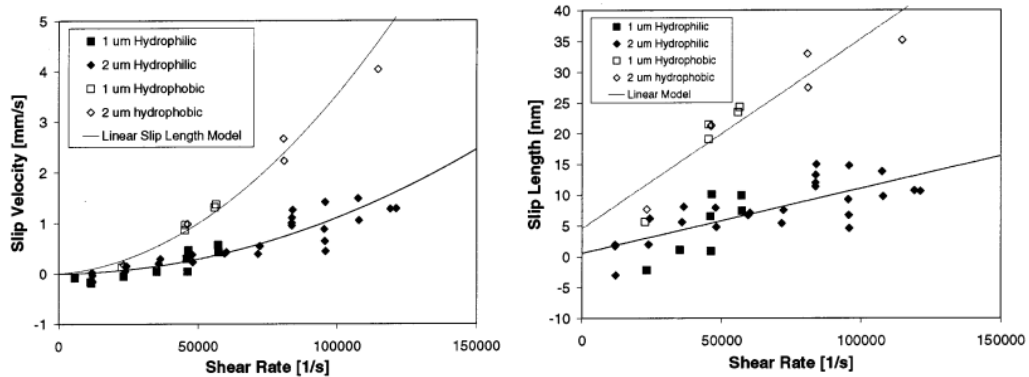 5
4
3
2
1
0
-1
Slip Velocity [mm/s]
1 um Hydrophilic
2 um Hydrophilic
1 um Hydrophobic
2 um hydrophobic
Linear Slip Length Model
0
50000
100000
150000
Shear Rate [1/s]
40
35
30
25
20
15
10
5
0
-5
-10
Slip Length [nm]
1 um Hydrophilic
2 um Hydrophilic
1 um Hydrophobic
2 um hydrophobic
Linear Model
0
50000
100000
150000
Shear Rate [1/s]